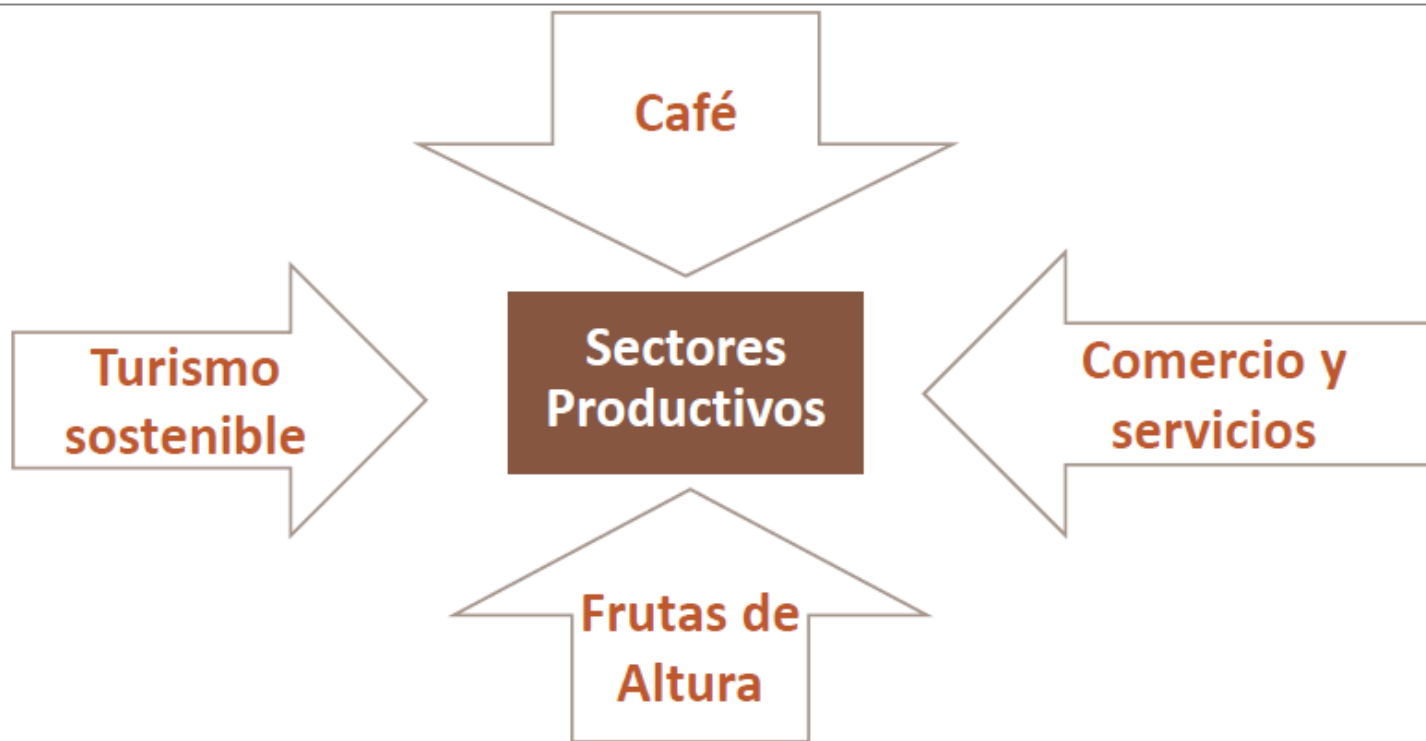 Café
Turismo
sostenible
Sectores
Productivos
Comercio y
servicios
Frutas de
Altura